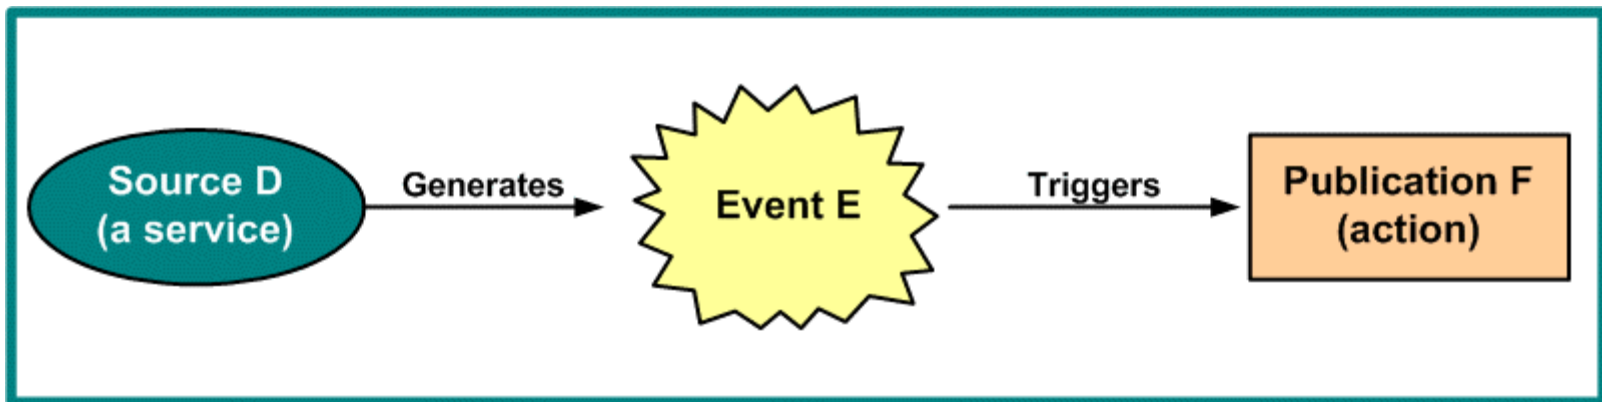 Source D
(a service)
Generates
Event E
Triggers
Publication F
(action)